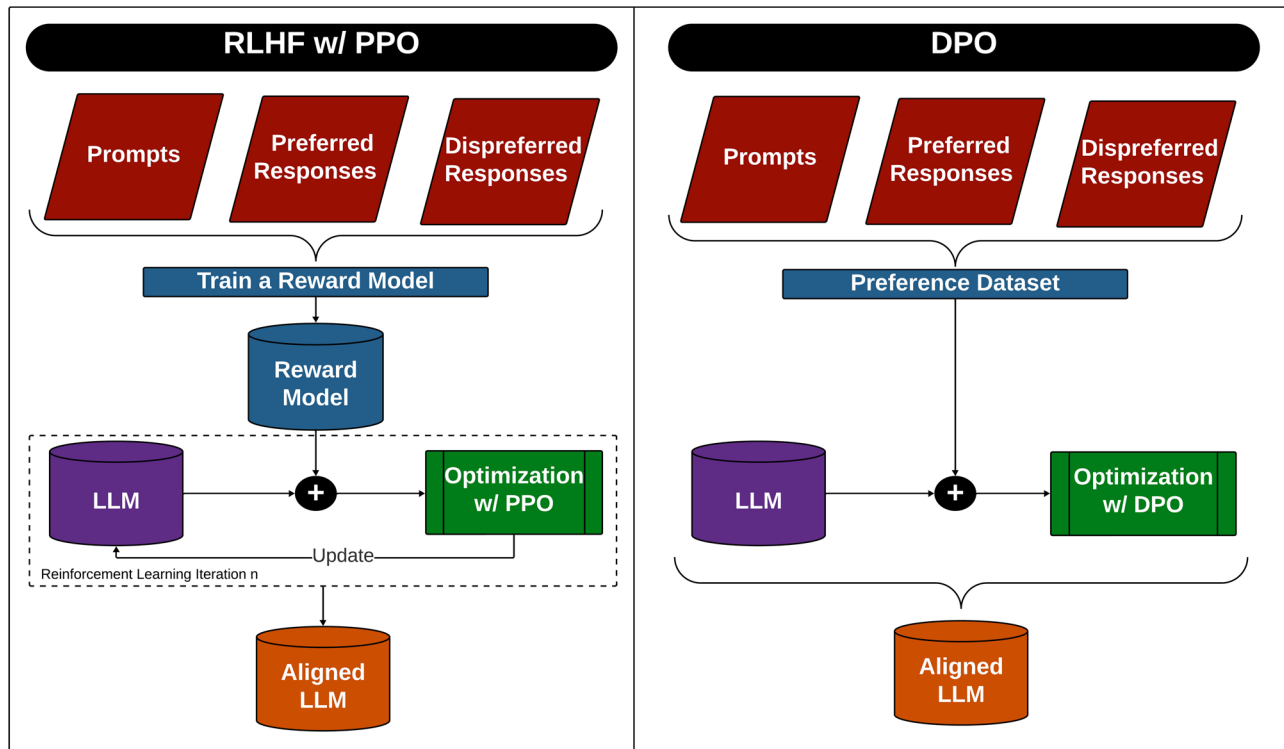 RLHF w/ PPO
Prompts
Preferred
Responses
Dispreferred
Responses
Train a Reward Model
Reward
Model
LLM
+
Optimization
w/ PPO
Update
Reinforcement Learning Iteration n
Aligned
LLM
DPO
Prompts
Preferred
Responses
Dispreferred
Responses
Preference Dataset
LLM
+
Optimization
w/ DPO
Aligned
LLM